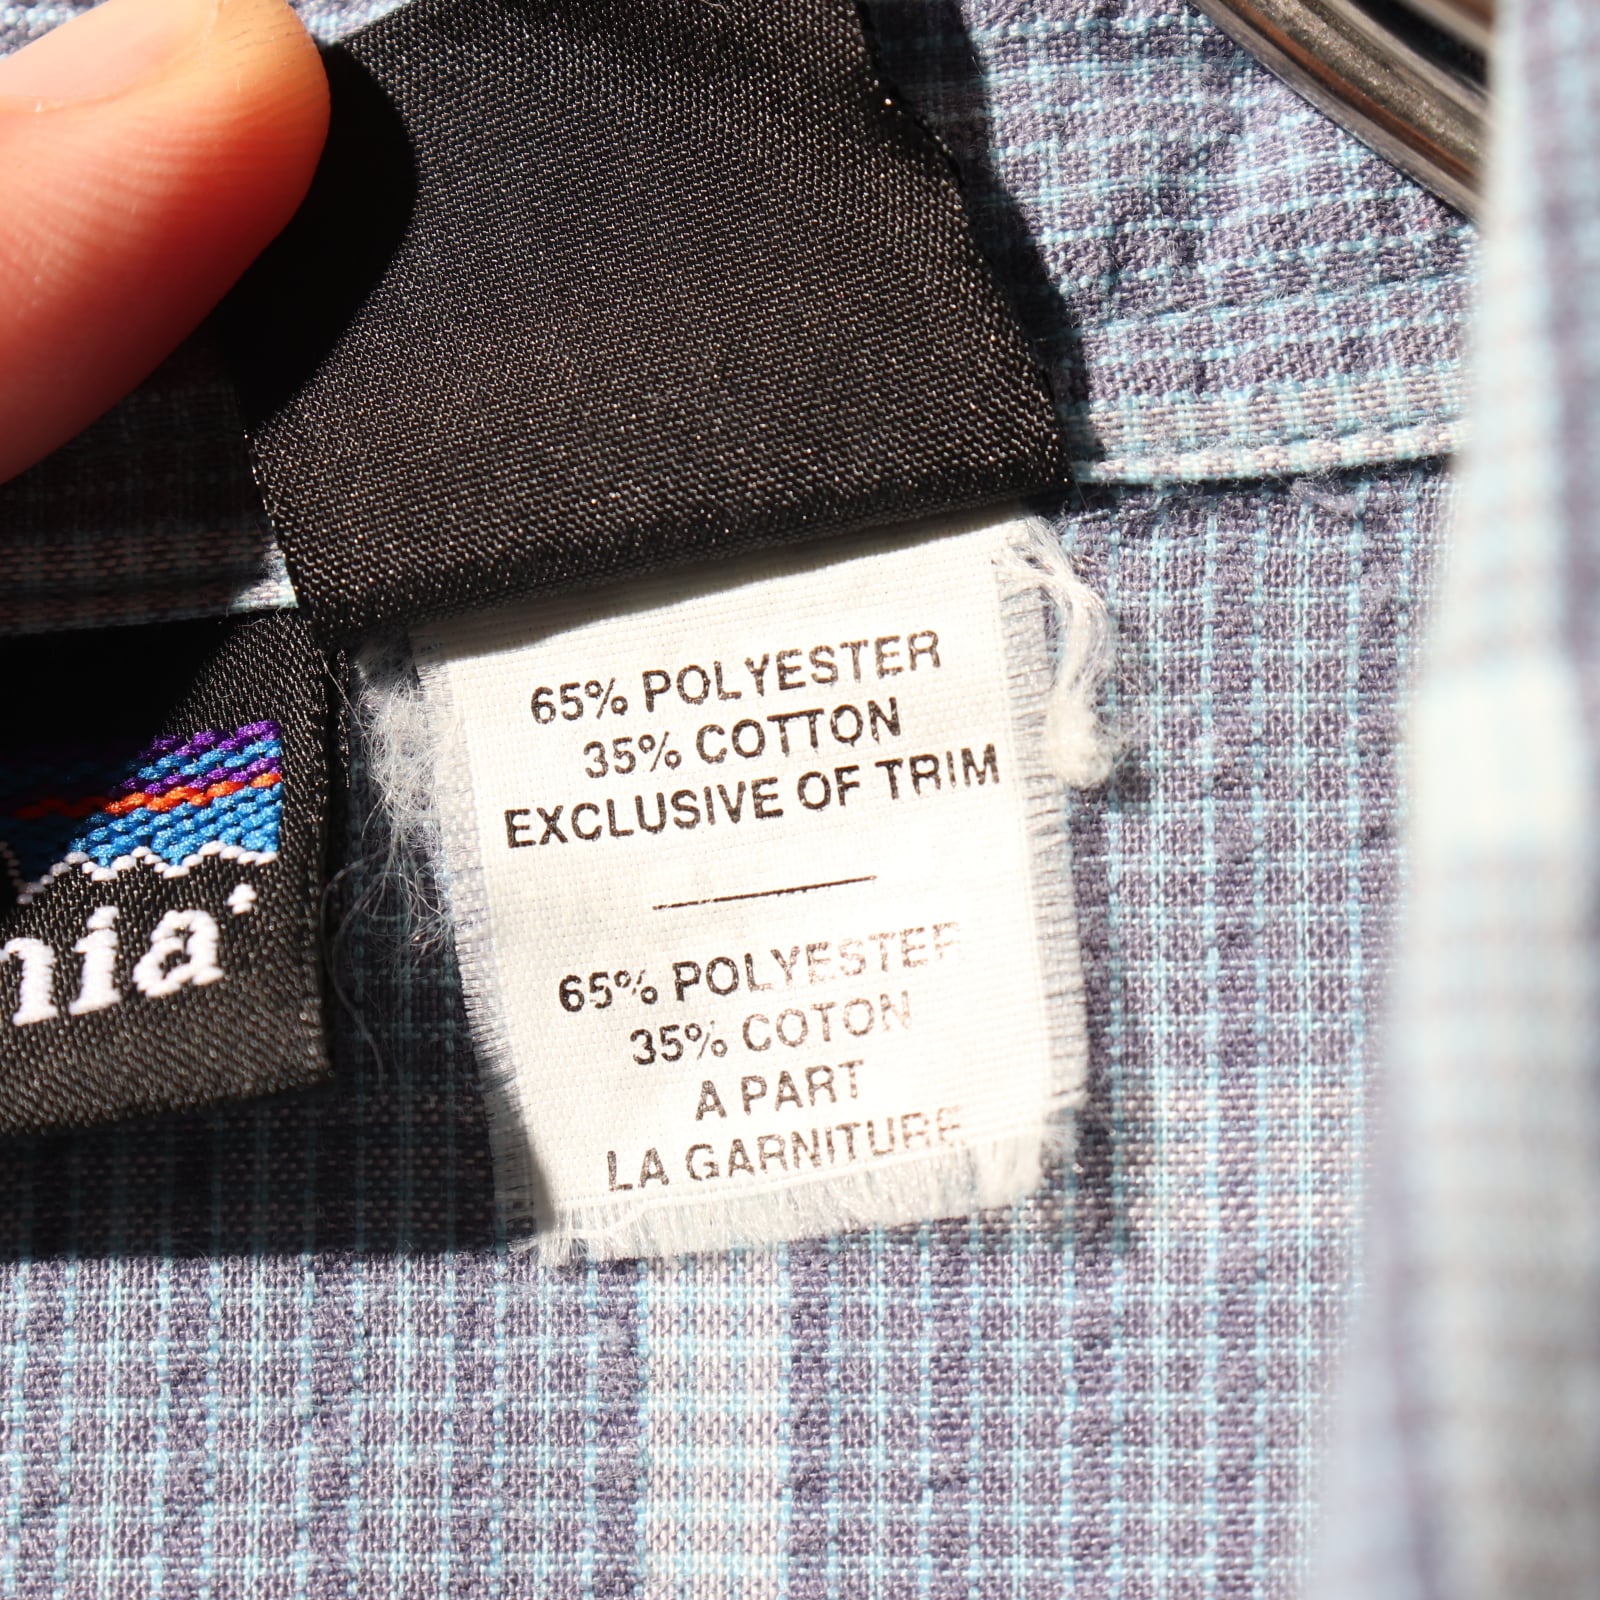 65% POLYESTER
35% COTTON
EXCLUSIVE OF TRIM
65% POLYESTER
35% COTON
A PART
LA GARNITURE
nia